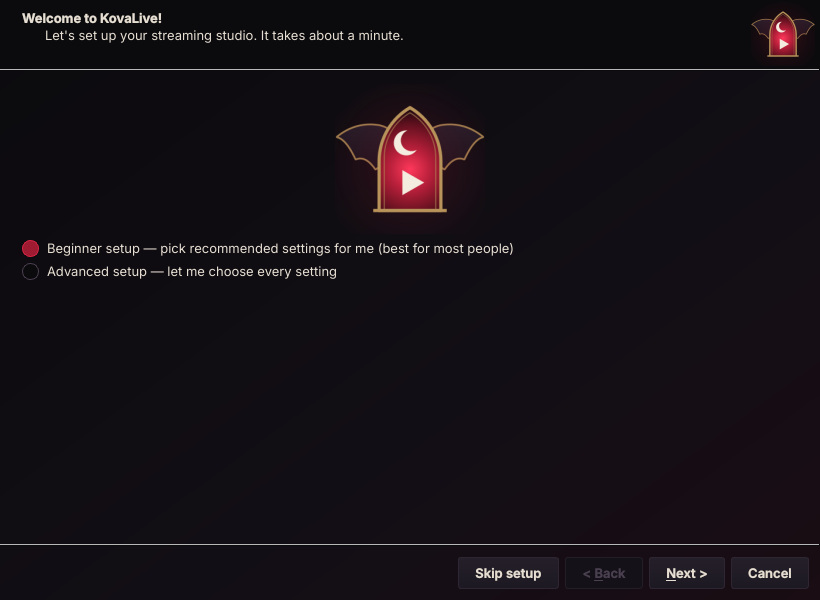 Welcome to KovaLive!
Let's set up your streaming studio. It takes about a minute.
Beginner setup — pick recommended settings for me (best for most people)
Advanced setup — let me choose every setting
Skip setup
< Back
Next >
Cancel